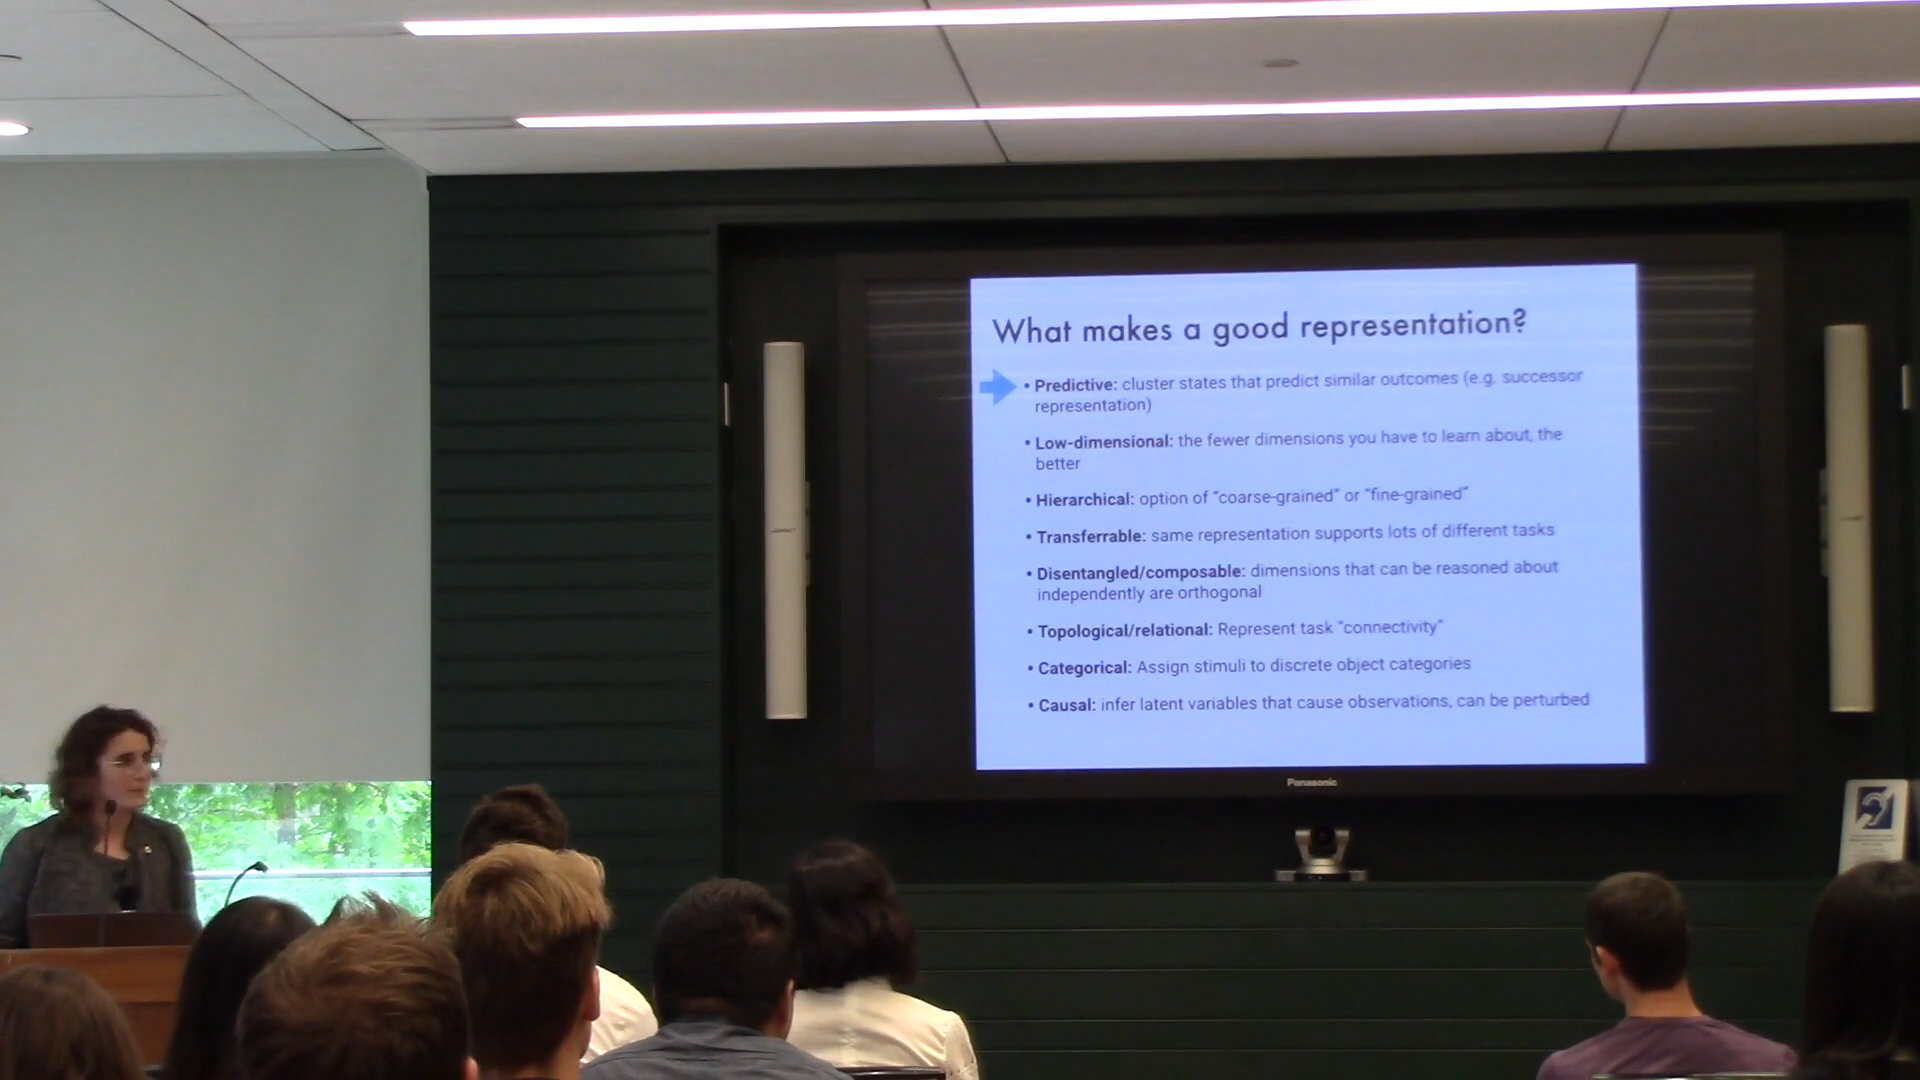 What makes a good representation?
• Predictive: cluster states that predict similar outcomes (e.g. successor
representation)
• Low-dimensional: the fewer dimensions you have to learn about, the
better
• Hierarchical: option of "coarse-grained" or "fine-grained"
• Transferrable: same representation supports lots of different tasks
• Disentangled/composable: dimensions that can be reasoned about
independently are orthogonal
• Topological/relational: Represent task "connectivity"
• Categorical: Assign stimuli to discrete object categories
• Causal: infer latent variables that cause observations, can be perturbed
Panasonic